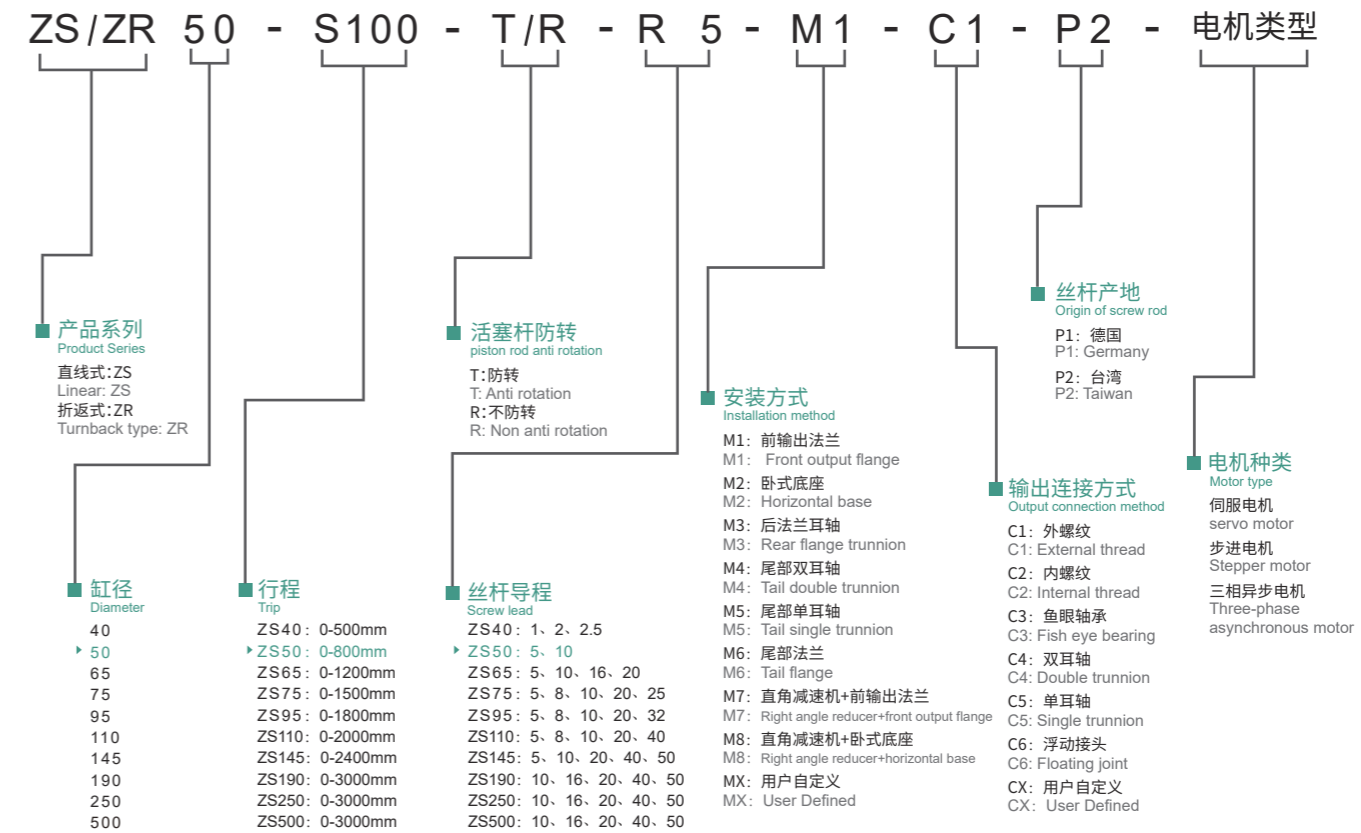 ZS/ZR 50 - S100 - T/R - R 5 - M1 - C1 - P2 - 电机类型
产品系列
Product Series
直线式:ZS
Linear: ZS
折返式:ZR
Turnback type: ZR
缸径
Diameter
40
50
65
75
95
110
145
190
250
500
行程
Trip
ZS40: 0-500mm
ZS50: 0-800mm
ZS65: 0-1200mm
ZS75: 0-1500mm
ZS95: 0-1800mm
ZS110: 0-2000mm
ZS145: 0-2400mm
ZS190: 0-3000mm
ZS250: 0-3000mm
ZS500: 0-3000mm
活塞杆防转
piston rod anti rotation
T:防转
T: Anti rotation
R:不防转
R: Non anti rotation
丝杆导程
Screw lead
ZS40: 1、2、2.5
ZS50: 5、10
ZS65: 5、10、16、20
ZS75: 5、8、10、20、25
ZS95: 5、8、10、20、32
ZS110: 5、8、10、20、40
ZS145: 5、10、20、40、50
ZS190: 10、16、20、40、50
ZS250: 10、16、20、40、50
ZS500: 10、16、20、40、50
安装方式
Installation method
M1: 前输出法兰
M1: Front output flange
M2: 卧式底座
M2: Horizontal base
M3: 后法兰耳轴
M3: Rear flange trunnion
M4: 尾部双耳轴
M4: Tail double trunnion
M5: 尾部单耳轴
M5: Tail single trunnion
M6: 尾部法兰
M6: Tail flange
M7: 直角减速机+前输出法兰
M7: Right angle reducer+front output flange
M8: 直角减速机+卧式底座
M8: Right angle reducer+horizontal base
MX: 用户自定义
MX: User Defined
输出连接方式
Output connection method
C1: 外螺纹
C1: External thread
C2: 内螺纹
C2: Internal thread
C3: 鱼眼轴承
C3: Fish eye bearing
C4: 双耳轴
C4: Double trunnion
C5: 单耳轴
C5: Single trunnion
C6: 浮动接头
C6: Floating joint
CX: 用户自定义
CX: User Defined
丝杆产地
Origin of screw rod
P1: 德国
P1: Germany
P2: 台湾
P2: Taiwan
电机种类
Motor type
伺服电机
servo motor
步进电机
Stepper motor
三相异步电机
Three-phase
asynchronous motor